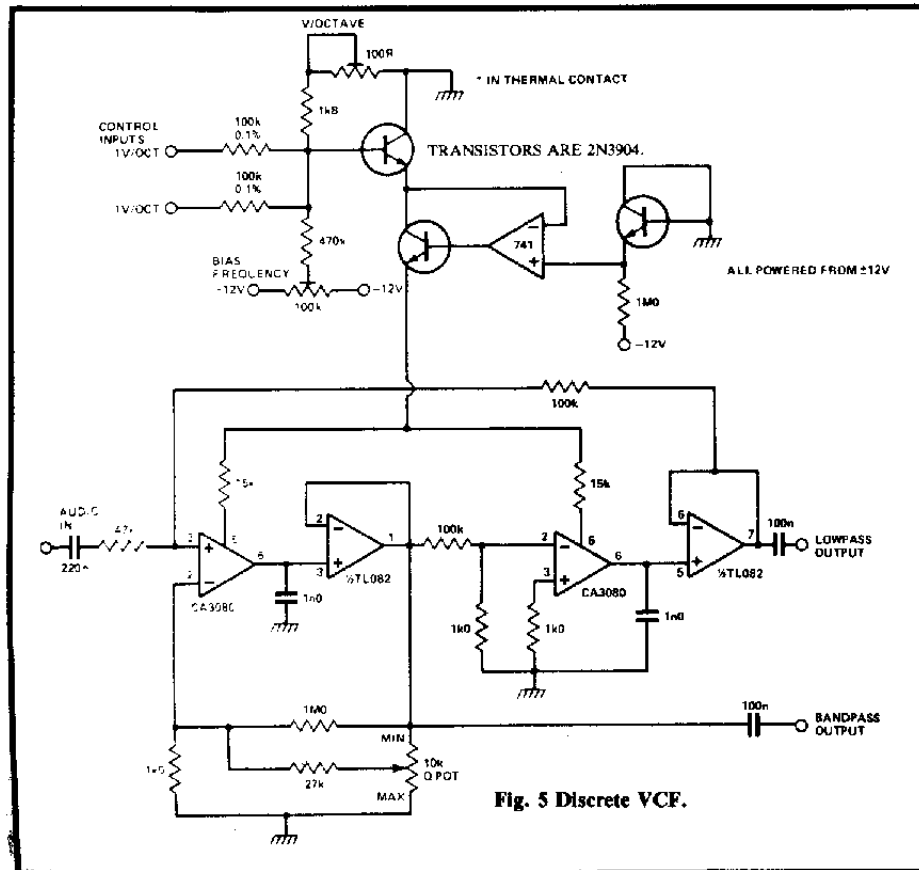 V/OCTAVE
100R
* IN THERMAL CONTACT
1k8
CONTROL
INPUTS
1V/OCT
100k
0.1%
TRANSISTORS ARE 2N3904.
100k
0.1%
1V/OCT
470k
741
−
+
ALL POWERED FROM ±12V
BIAS
FREQUENCY
-12V
-12V
100k
1M0
-12V
100k
15k
15k
AUDIO
IN
47k
220n
3
+
5
2
−
6
CA3080
1n0
2
−
3
+
1
½TL082
100k
2
−
3
+
6
6
CA3080
1k0
1k0
1n0
6
−
5
+
7
½TL082
100n
LOWPASS
OUTPUT
1M0
MIN
27k
10k
Q POT
MAX
1k0
100n
BANDPASS
OUTPUT
Fig. 5 Discrete VCF.